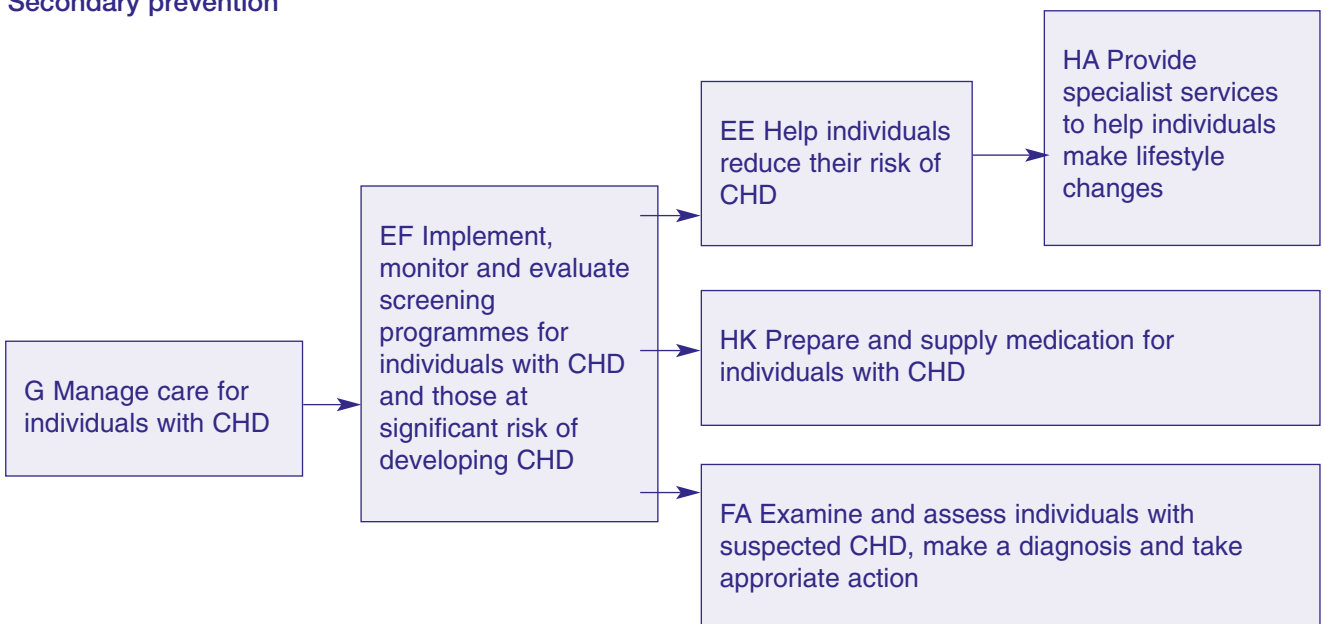 Secondary prevention
G Manage care for
individuals with CHD
EF Implement,
monitor and evaluate
screening
programmes for
individuals with CHD
and those at
significant risk of
developing CHD
EE Help individuals
reduce their risk of
CHD
HA Provide
specialist services
to help individuals
make lifestyle
changes
HK Prepare and supply medication for
individuals with CHD
FA Examine and assess individuals with
suspected CHD, make a diagnosis and take
approriate action